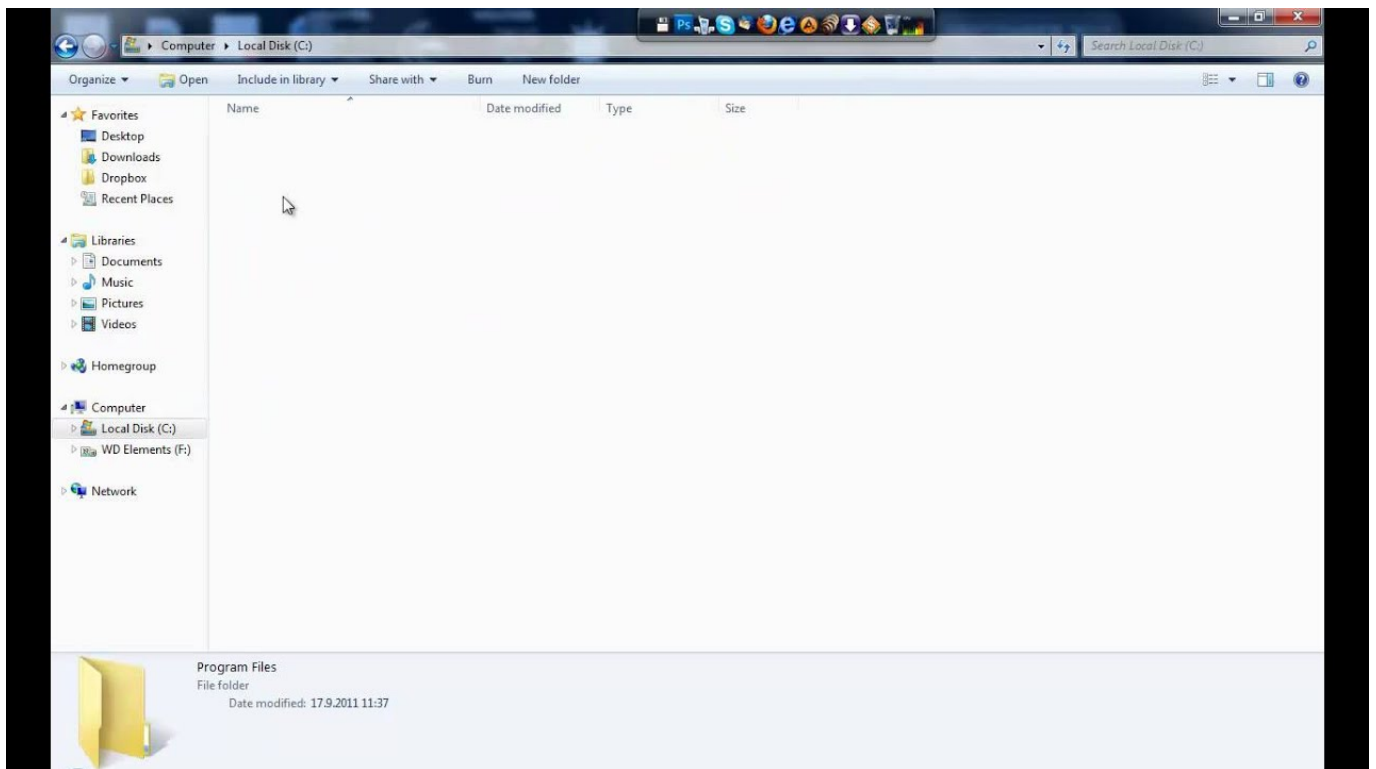 Computer ▸ Local Disk (C:)
Search Local Disk (C:)
Organize Open Include in library Share with Burn New folder
Name Date modified Type Size
Favorites
Desktop
Downloads
Dropbox
Recent Places
Libraries
Documents
Music
Pictures
Videos
Homegroup
Computer
Local Disk (C:)
WD Elements (F:)
Network
Program Files
File folder
Date modified: 17.9.2011 11:37